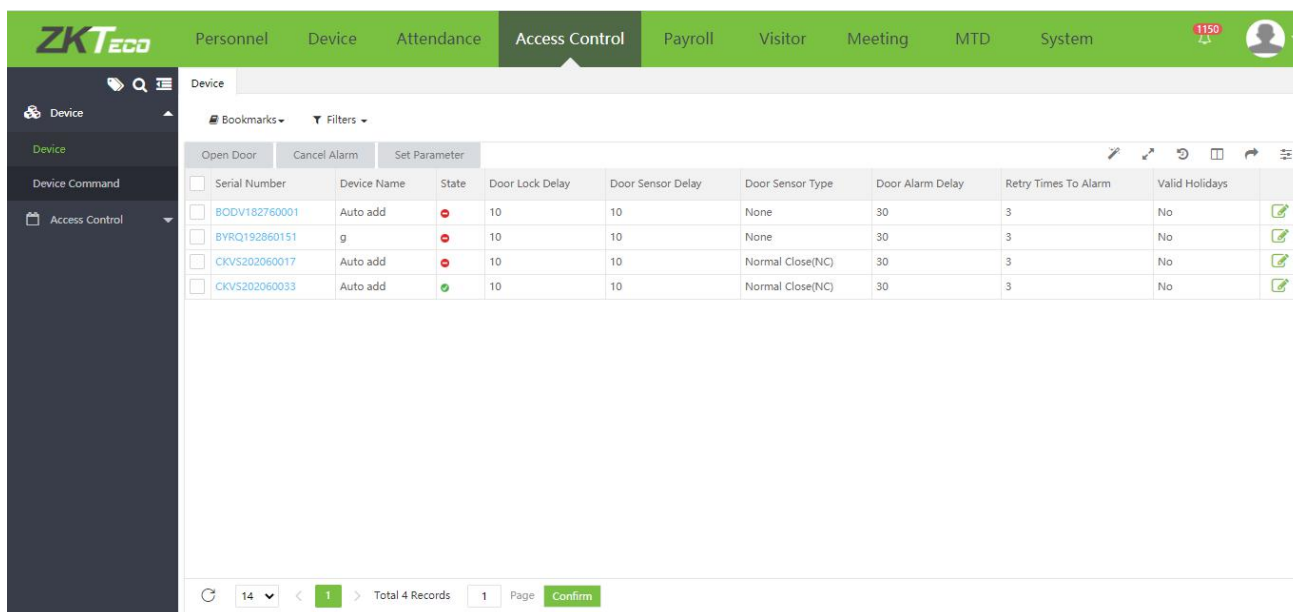 ZKTeco Personnel Device Attendance Access Control Payroll Visitor Meeting MTD System 1150
Device
Device
Bookmarks Filters
Device
Open Door Cancel Alarm Set Parameter
Device Command
Access Control
Serial Number Device Name State Door Lock Delay Door Sensor Delay Door Sensor Type Door Alarm Delay Retry Times To Alarm Valid Holidays
BODV182760001 Auto add 10 10 None 30 3 No
BYRQ192860151 g 10 10 None 30 3 No
CKVS202060017 Auto add 10 10 Normal Close(NC) 30 3 No
CKVS202060033 Auto add 10 10 Normal Close(NC) 30 3 No
14 < 1 > Total 4 Records 1 Page Confirm